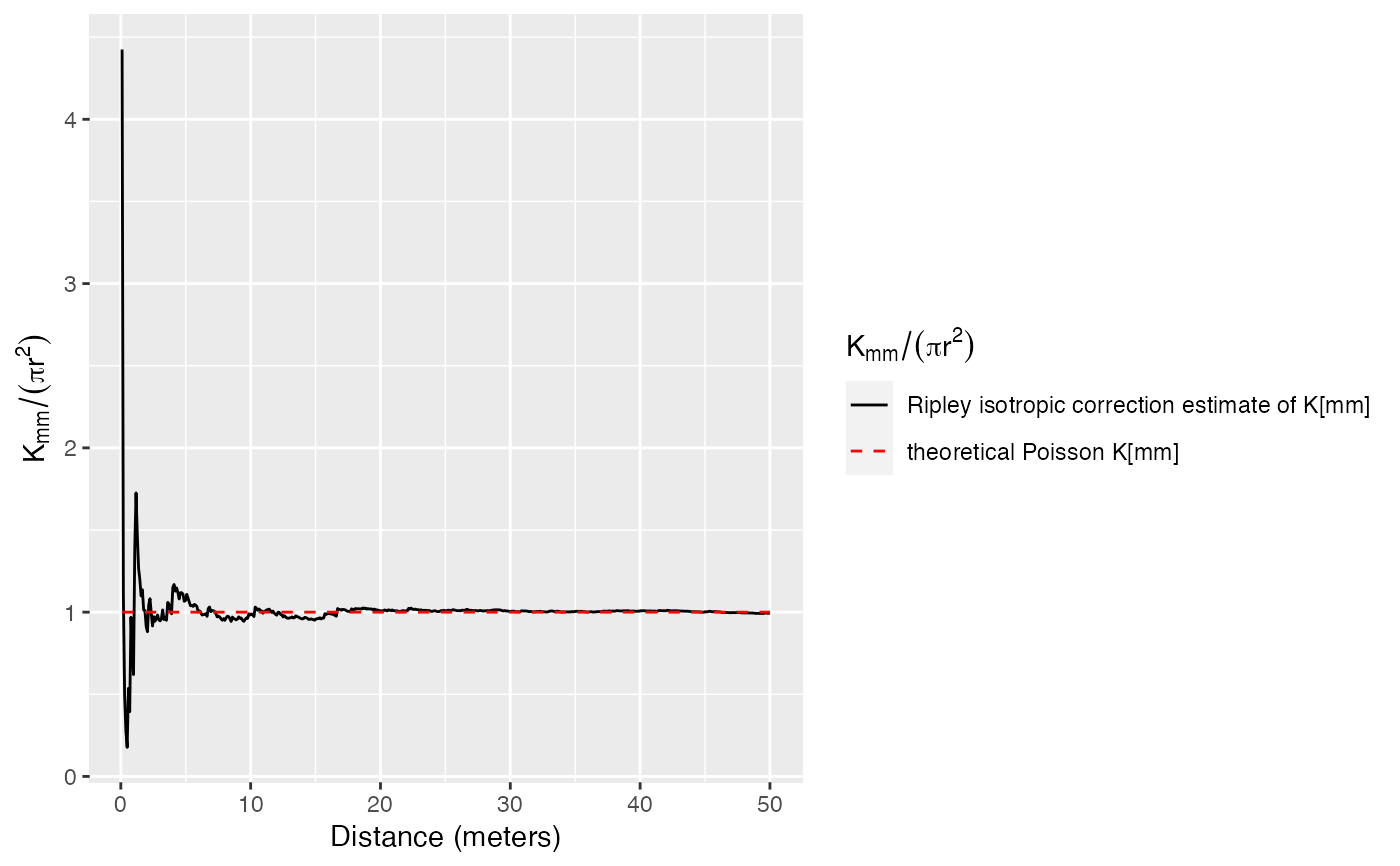 4
3
2
1
0
0 10 20 30 40 50
Distance (meters)
Kmm/(πr²)
Kmm/(πr²)
Ripley isotropic correction estimate of K[mm]
theoretical Poisson K[mm]